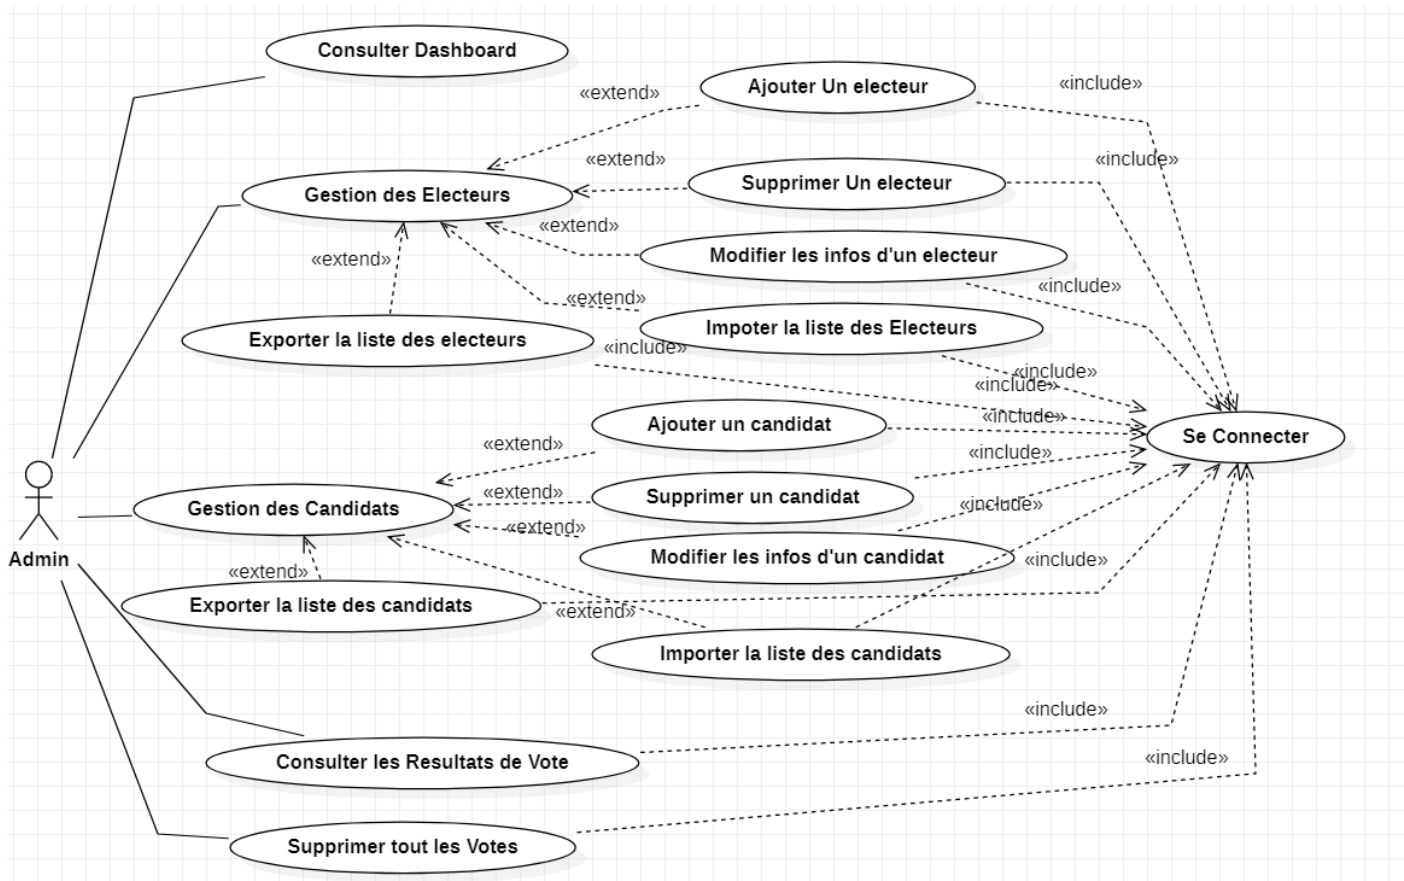 Consulter Dashboard
Ajouter Un electeur
«extend»
«include»
«extend»
«include»
Supprimer Un electeur
Gestion des Electeurs
«extend»
Modifier les infos d'un electeur
«extend»
«include»
«extend»
Impoter la liste des Electeurs
Exporter la liste des electeurs
«include»
«include»
«include»
Ajouter un candidat
«include»
Se Connecter
«extend»
«include»
«extend»
Supprimer un candidat
Gestion des Candidats
«include»
«extend»
Modifier les infos d'un candidat
«include»
Admin
«extend»
Exporter la liste des candidats
«extend»
Importer la liste des candidats
«include»
Consulter les Resultats de Vote
«include»
Supprimer tout les Votes